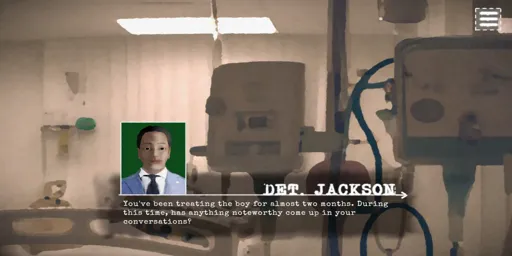 DET. JACKSON
You've been treating the boy for almost two months. During
this time, has anything noteworthy come up in your
conversations?